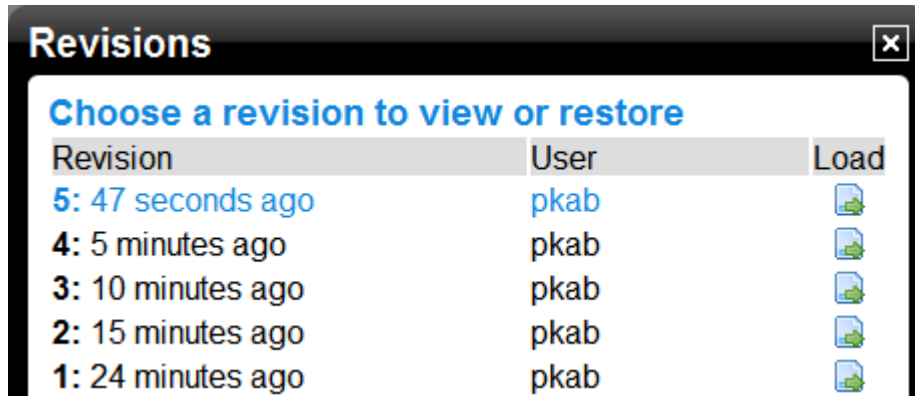 Revisions
Choose a revision to view or restore
Revision User Load
5: 47 seconds ago pkab
4: 5 minutes ago pkab
3: 10 minutes ago pkab
2: 15 minutes ago pkab
1: 24 minutes ago pkab